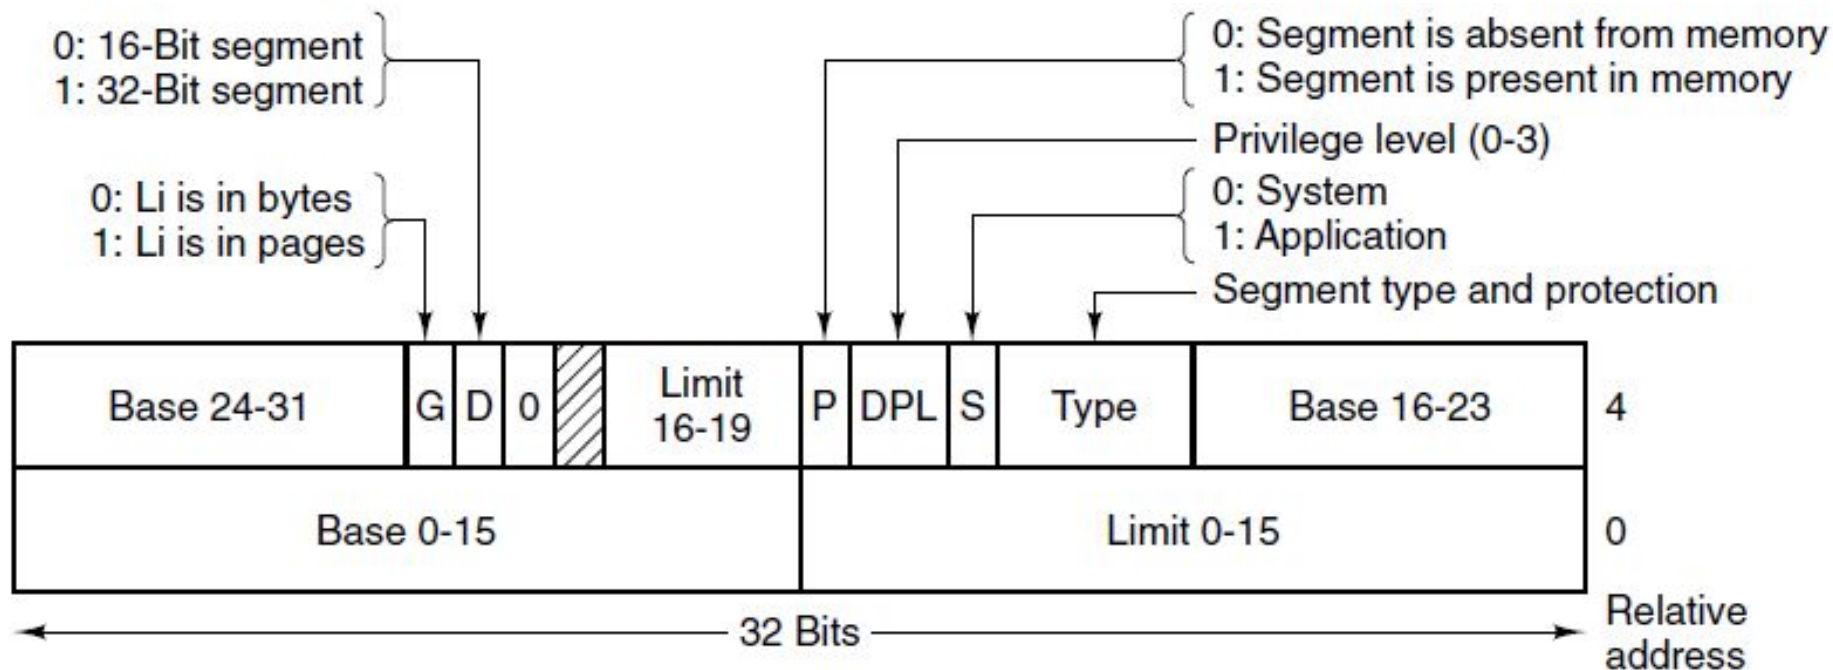 0: 16-Bit segment
1: 32-Bit segment
0: Segment is absent from memory
1: Segment is present in memory
Privilege level (0-3)
0: Li is in bytes
1: Li is in pages
0: System
1: Application
Segment type and protection
Base 24-31
G
D
0
Limit
16-19
P
DPL
S
Type
Base 16-23
4
Base 0-15
Limit 0-15
0
32 Bits
Relative
address